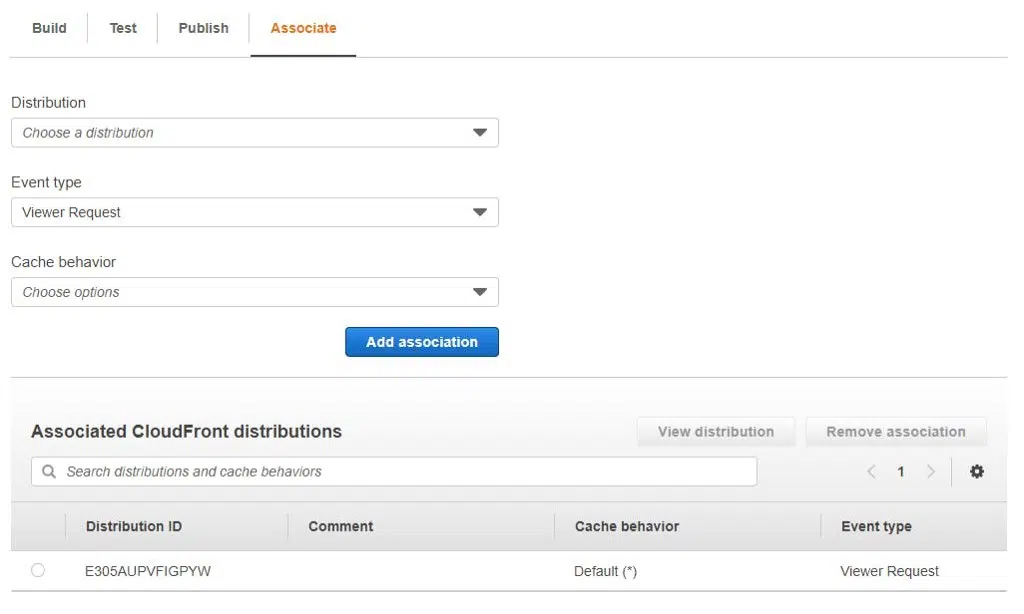 Build Test Publish Associate
Distribution
Choose a distribution
Event type
Viewer Request
Cache behavior
Choose options
Add association
Associated CloudFront distributions View distribution Remove association
Search distributions and cache behaviors 1
Distribution ID Comment Cache behavior Event type
E305AUPVFIGPYW Default (*) Viewer Request